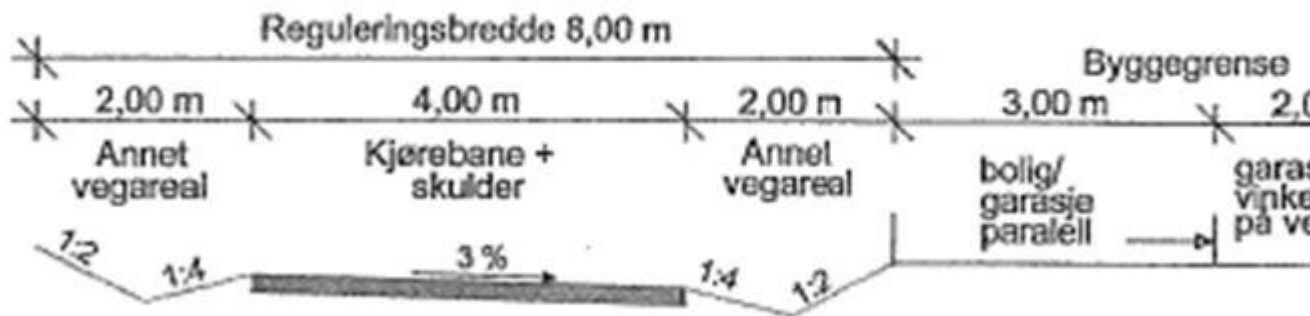 Reguleringsbredde 8,00 m
Byggegrense
2,00 m
4,00 m
2,00 m
3,00 m
Annet
vegareal
Kjørebane +
skulder
Annet
vegareal
bolig/
garasje
paralell
1:2
1:4
3 %
1:4
1:2